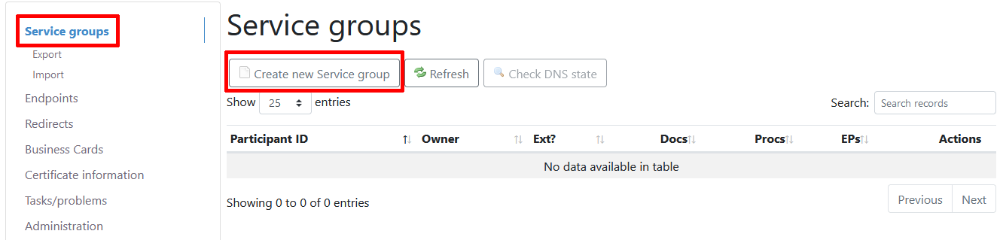 Service groups
Export
Import
Endpoints
Redirects
Business Cards
Certificate information
Tasks/problems
Administration
Service groups
Create new Service group Refresh Check DNS state
Show 25 entries Search: Search records
Participant ID Owner Ext? Docs Procs EPs Actions
No data available in table
Showing 0 to 0 of 0 entries Previous Next